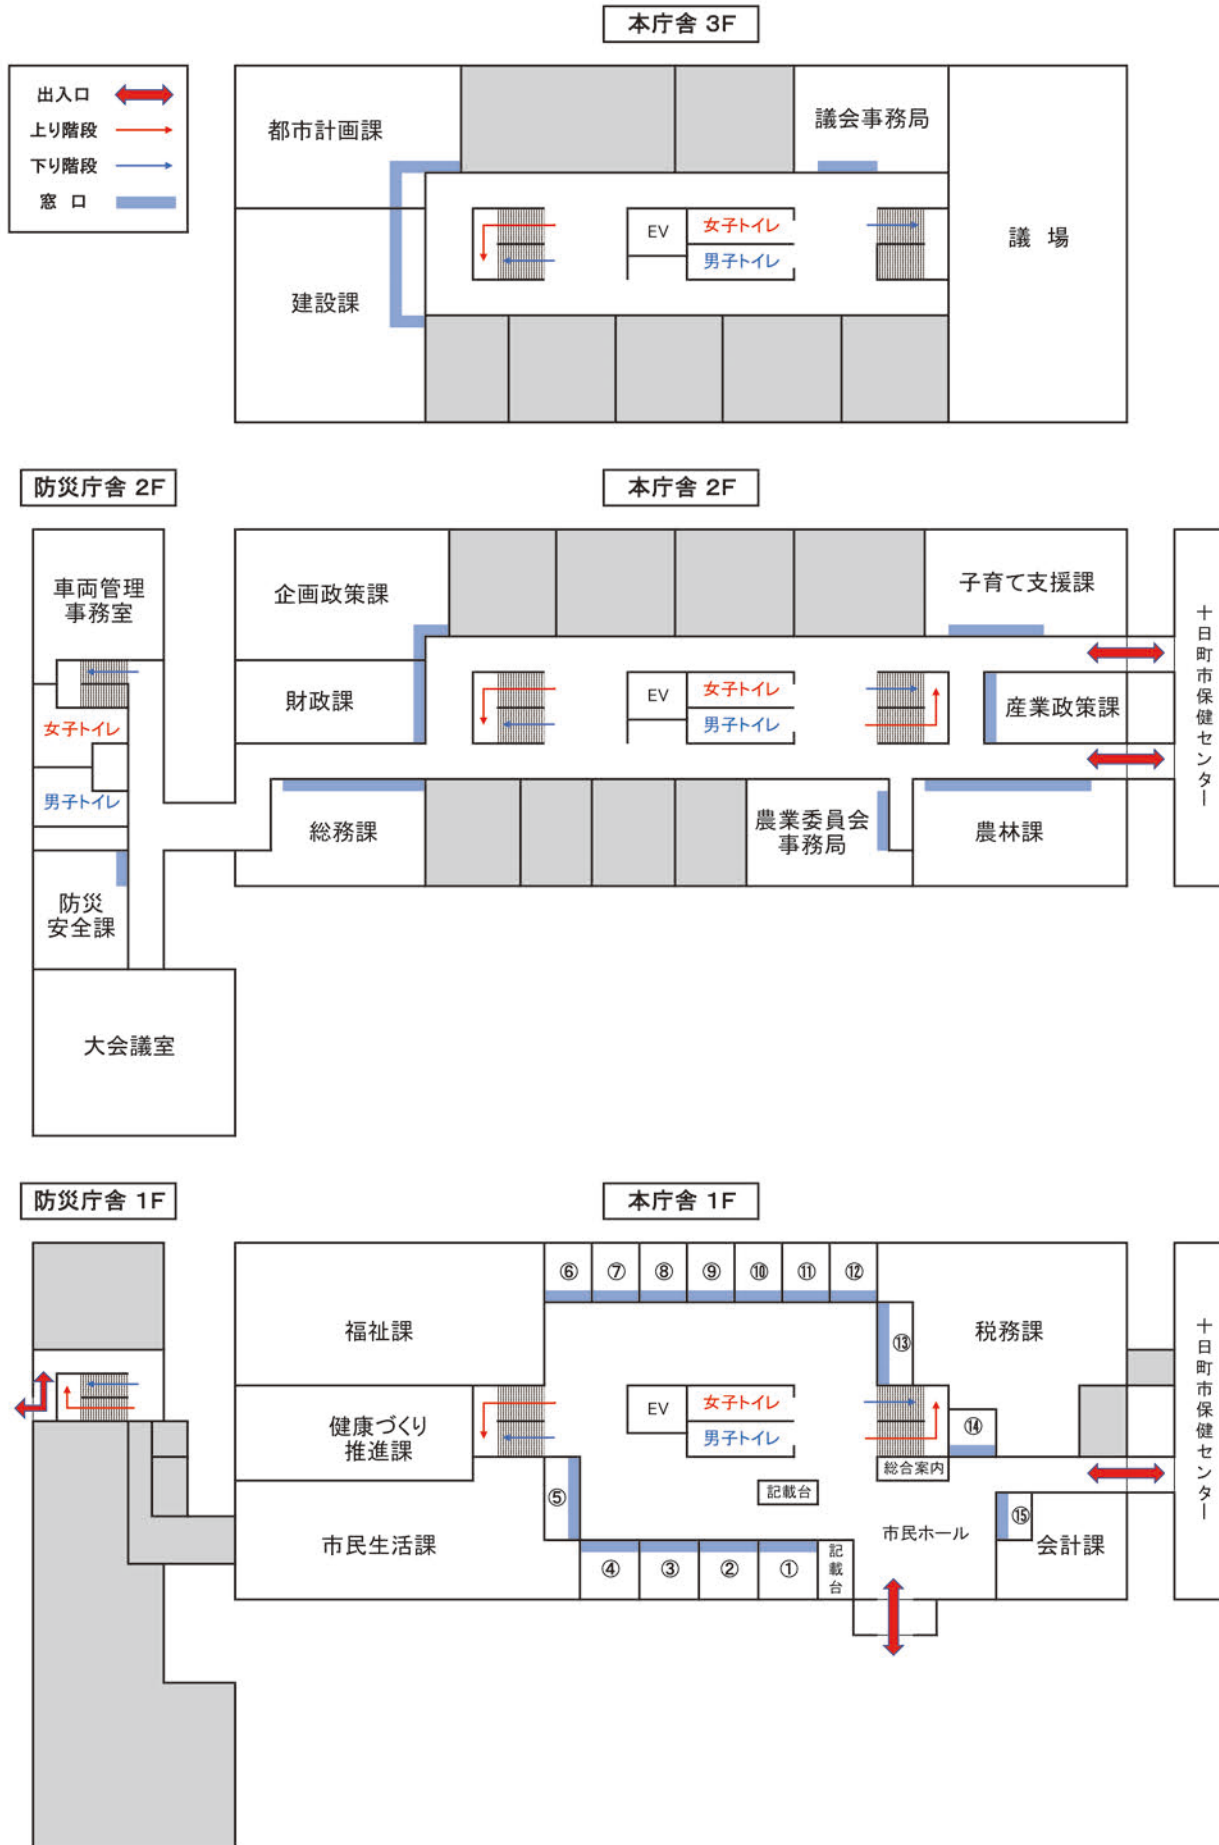 本庁舎 3F
出入口
上り階段
下り階段
窓 口
都市計画課
議会事務局
EV
女子トイレ
男子トイレ
議 場
建設課
防災庁舎 2F
本庁舎 2F
車両管理
事務室
女子トイレ
男子トイレ
防災
安全課
大会議室
企画政策課
財政課
総務課
EV
女子トイレ
男子トイレ
農業委員会
事務局
子育て支援課
産業政策課
農林課
十日町市保健センター
防災庁舎 1F
本庁舎 1F
福祉課
健康づくり
推進課
市民生活課
⑥
⑦
⑧
⑨
⑩
⑪
⑫
⑬
税務課
EV
女子トイレ
男子トイレ
⑭
総合案内
記載台
⑤
④
③
②
①
記載台
市民ホール
⑮
会計課
十日町市保健センター